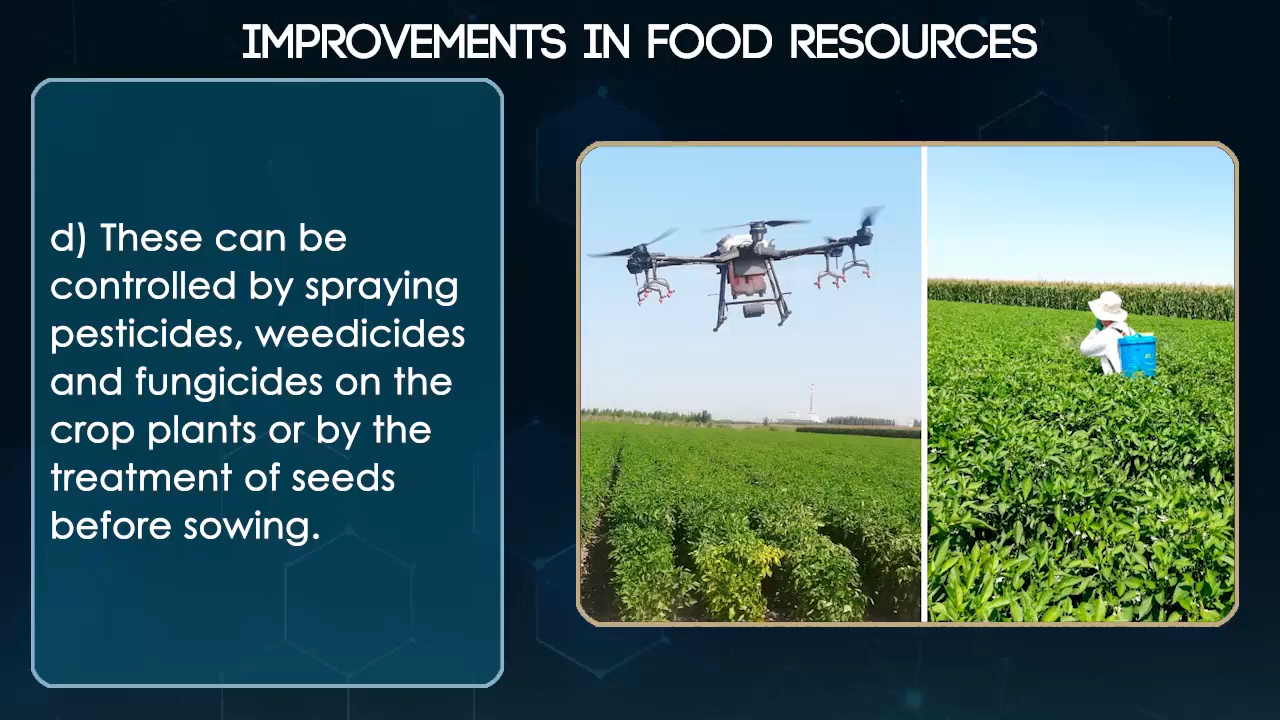 IMPROVEMENTS IN FOOD RESOURCES
d) These can be
controlled by spraying
pesticides, weedicides
and fungicides on the
crop plants or by the
treatment of seeds
before sowing.